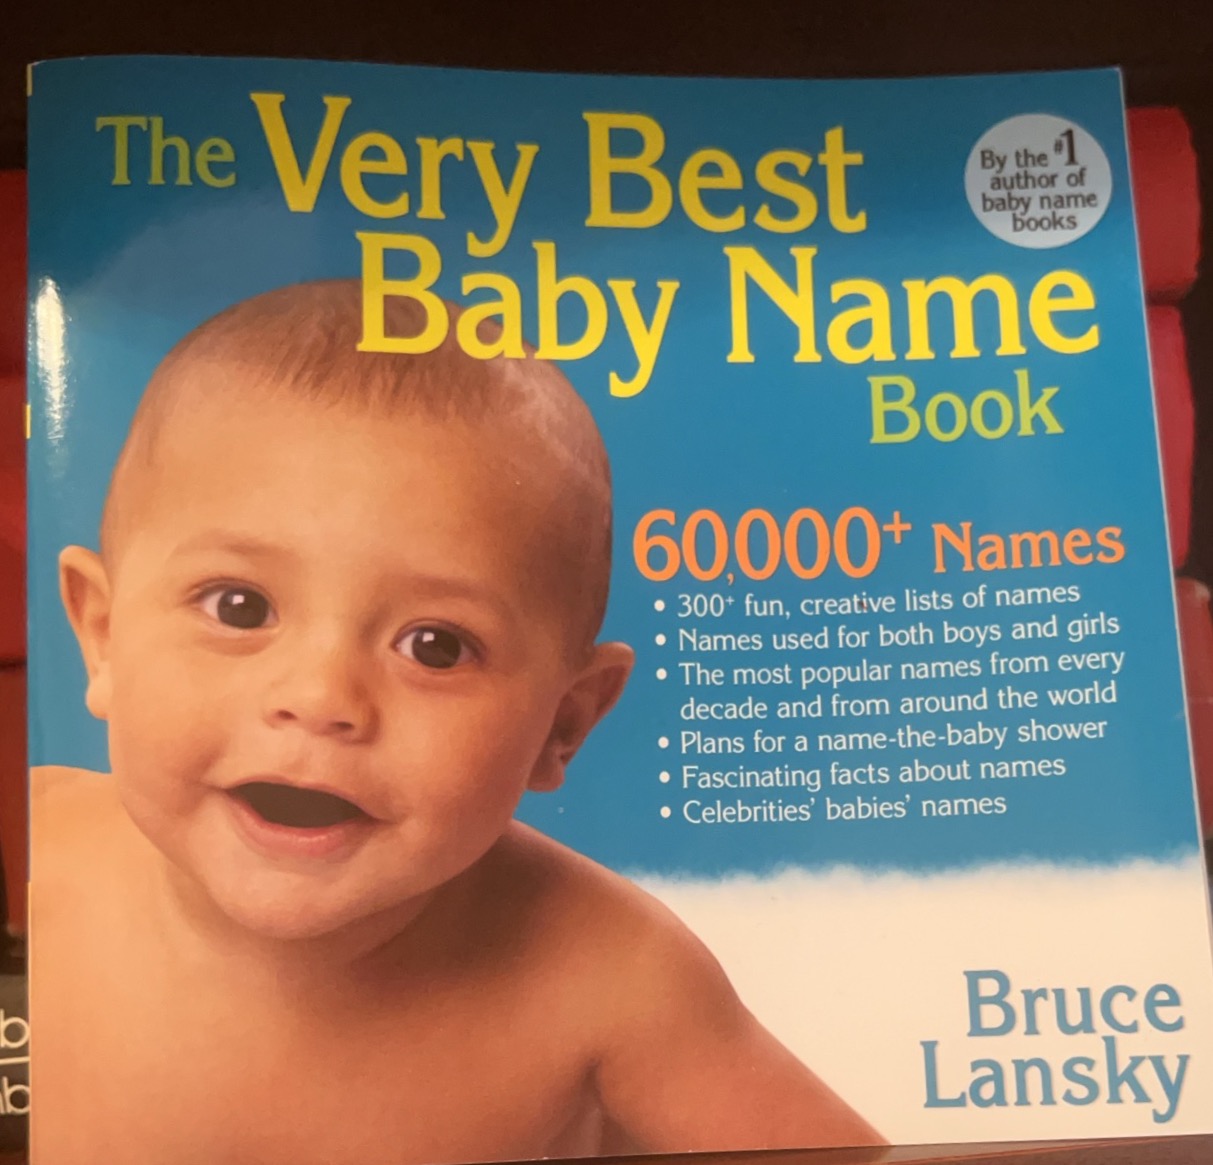 The Very Best
Baby Name
Book
By the #1
author of
baby name
books
60,000+ Names
• 300+ fun, creative lists of names
• Names used for both boys and girls
• The most popular names from every
decade and from around the world
• Plans for a name-the-baby shower
• Fascinating facts about names
• Celebrities' babies' names
Bruce
Lansky